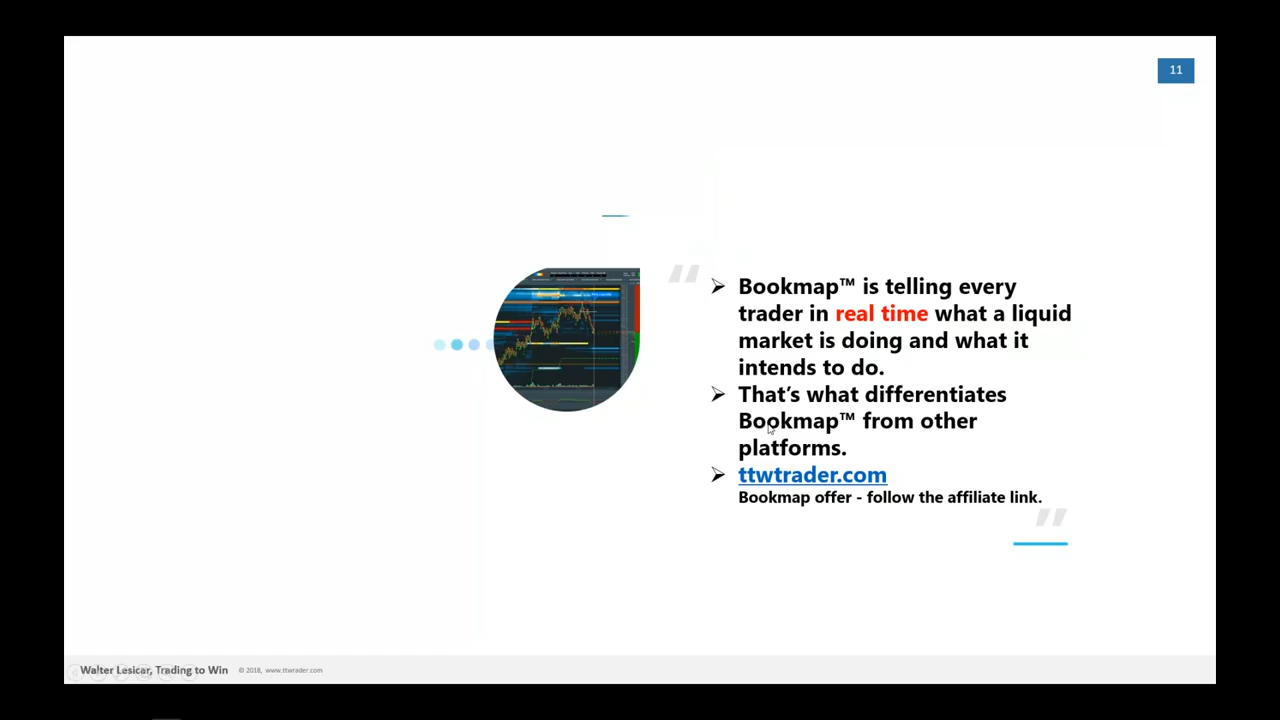 11
“
➢ Bookmap™ is telling every
trader in real time what a liquid
market is doing and what it
intends to do.
➢ That’s what differentiates
Bookmap™ from other
platforms.
➢ ttwtrader.com
Bookmap offer - follow the affiliate link.
”
Walter Lesicar, Trading to Win © 2018, www.ttwrader.com